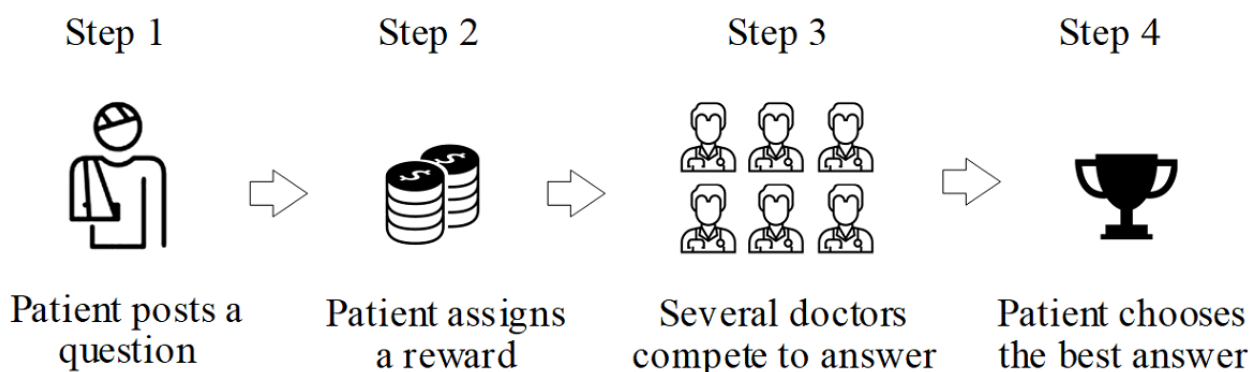 Step 1
Step 2
Step 3
Step 4
$
$
Patient posts a
question
Patient assigns
a reward
Several doctors
compete to answer
Patient chooses
the best answer